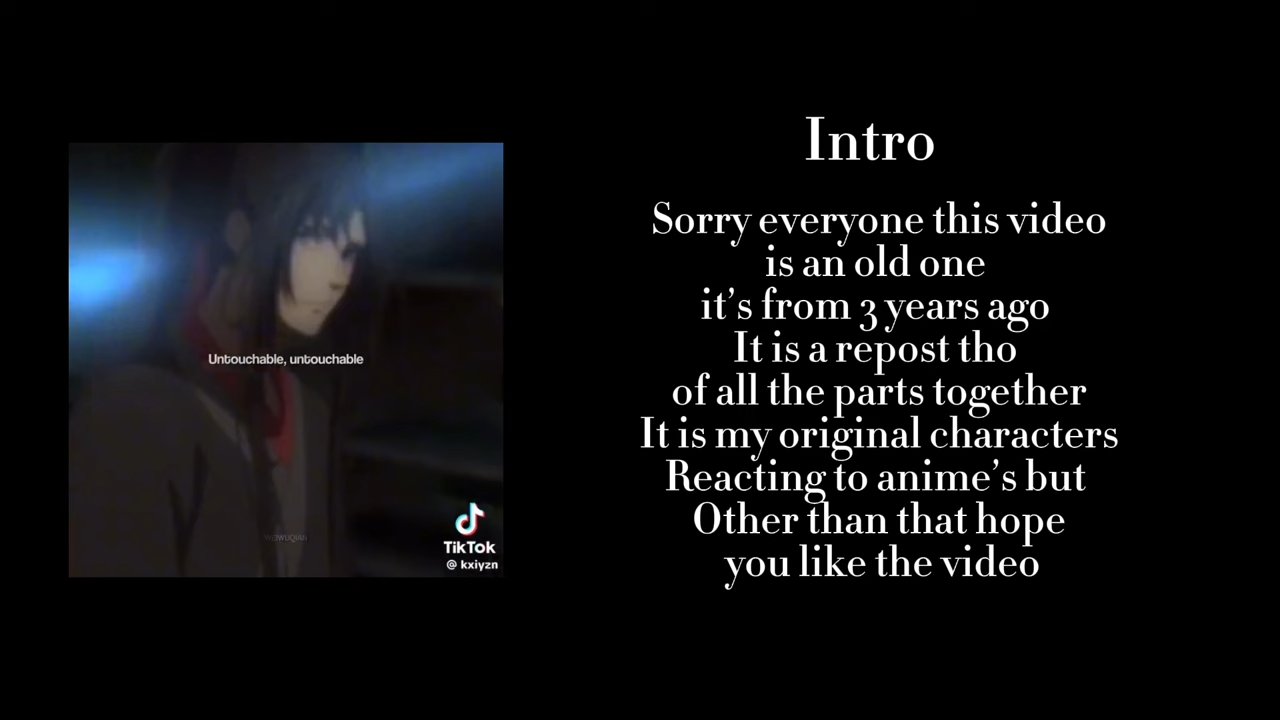 Intro
Sorry everyone this video
is an old one
it's from 3 years ago
It is a repost tho
of all the parts together
It is my original characters
Reacting to anime's but
Other than that hope
you like the video
Untouchable, untouchable
TikTok
@ kxiyzn